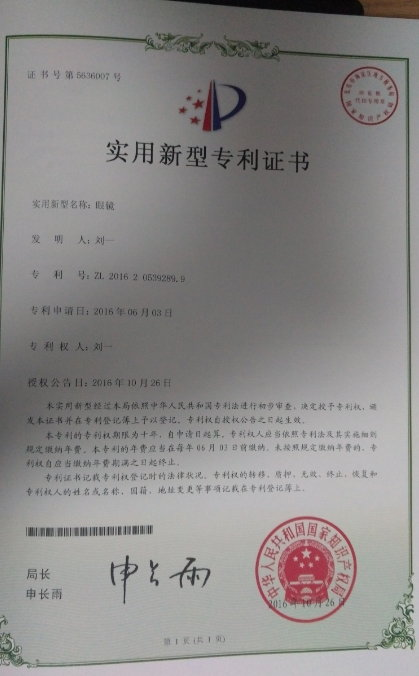 证书号第5636007号
实用新型专利证书
实用新型名称：眼镜
发明人：刘一
专利号：ZL 2016 2 0539289.9
专利申请日：2016年06月03日
专利权人：刘一
授权公告日：2016年10月26日
本实用新型经过本局依照中华人民共和国专利法进行初步审查，决定授予专利权，颁
发本证书并在专利登记簿上予以登记。专利权自授权公告之日起生效。
本专利的专利权期限为十年，自申请日起算。专利权人应当依照专利法及其实施细则
规定缴纳年费。本专利的年费应当在每年06月03日前缴纳。未按照规定缴纳年费的，专
利权自应当缴纳年费期满之日起终止。
专利证书记载专利权登记时的法律状况。专利权的转移、质押、无效、终止、恢复和
专利权人的姓名或名称、国籍、地址变更等事项记载在专利登记簿上。
局长
申长雨
申长雨
中华人民共和国国家知识产权局
2016年10月26日
第1页（共1页）